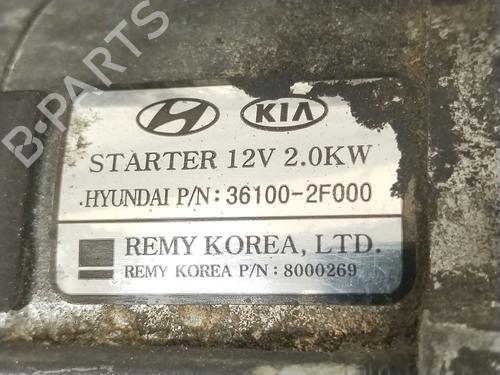 B-PARTS
KIA
STARTER 12V 2.0KW
.HYUNDAI P/N: 36100-2F000
REMY KOREA, LTD.
REMY KOREA P/N : 8000269